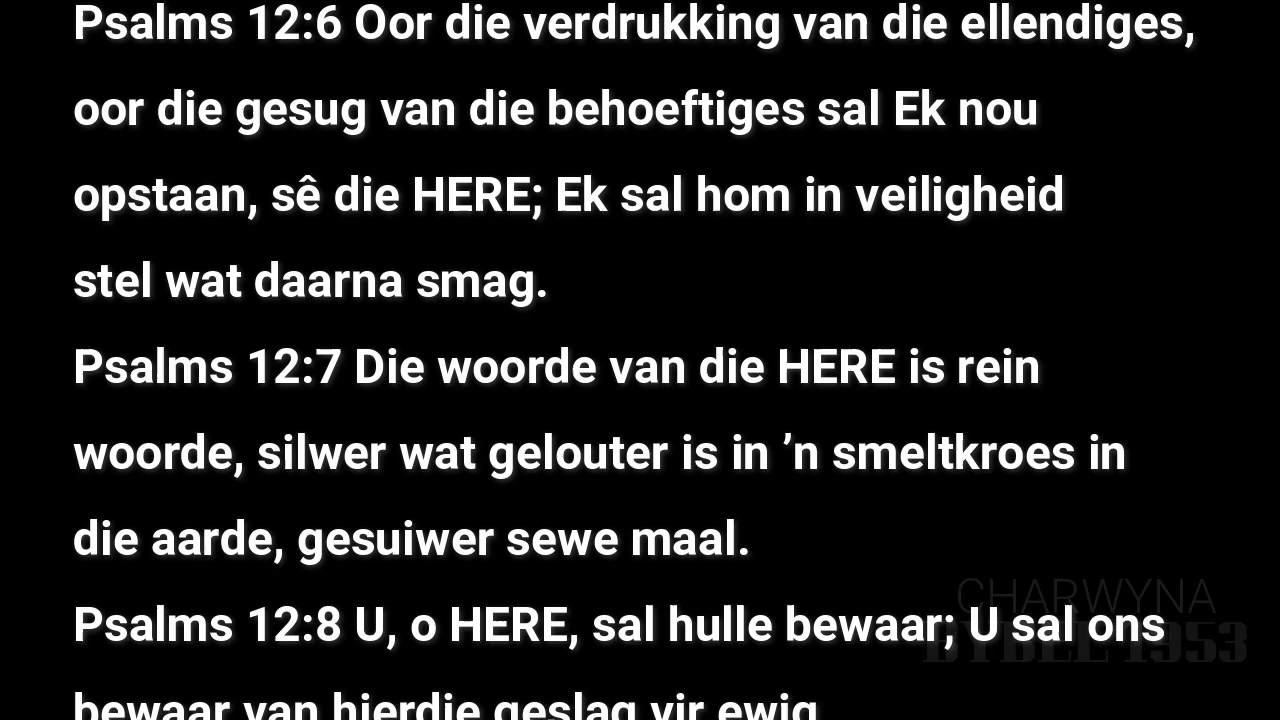 Psalms 12:6 Oor die verdrukking van die ellendiges,
oor die gesug van die behoeftiges sal Ek nou
opstaan, sê die HERE; Ek sal hom in veiligheid
stel wat daarna smag.
Psalms 12:7 Die woorde van die HERE is rein
woorde, silwer wat gelouter is in ’n smeltkroes in
die aarde, gesuiwer sewe maal.
CHARWYNA
Psalms 12:8 U, o HERE, sal hulle bewaar; U sal ons
BYBEL 1953
bewaar van hierdie geslag vir ewig